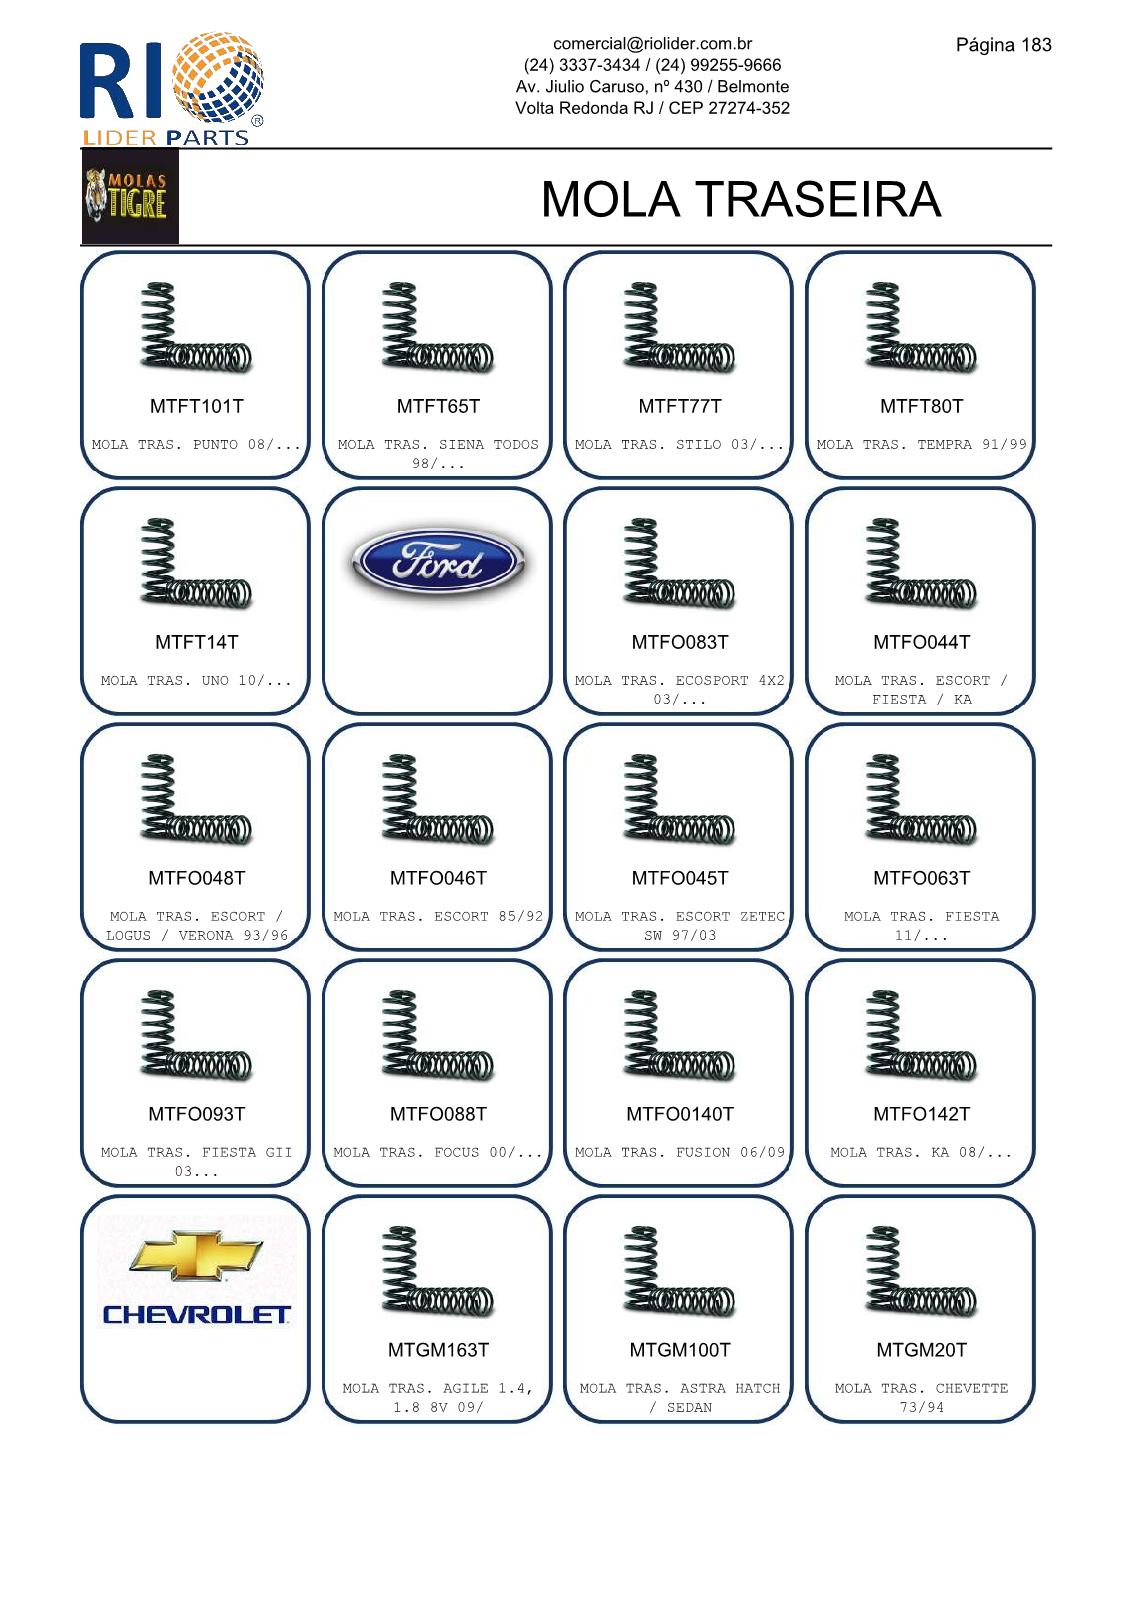 RIO
LIDER PARTS®
comercial@riolider.com.br
(24) 3337-3434 / (24) 99255-9666
Av. Jiulio Caruso, nº 430 / Belmonte
Volta Redonda RJ / CEP 27274-352
Página 183
MOLAS
TIGRE
MOLA TRASEIRA
MTFT101T
MOLA TRAS. PUNTO 08/...
MTFT65T
MOLA TRAS. SIENA TODOS
98/...
MTFT77T
MOLA TRAS. STILO 03/...
MTFT80T
MOLA TRAS. TEMPRA 91/99
MTFT14T
MOLA TRAS. UNO 10/...
Ford
MTFO083T
MOLA TRAS. ECOSPORT 4X2
03/...
MTFO044T
MOLA TRAS. ESCORT /
FIESTA / KA
MTFO048T
MOLA TRAS. ESCORT /
LOGUS / VERONA 93/96
MTFO046T
MOLA TRAS. ESCORT 85/92
MTFO045T
MOLA TRAS. ESCORT ZETEC
SW 97/03
MTFO063T
MOLA TRAS. FIESTA
11/...
MTFO093T
MOLA TRAS. FIESTA GII
03...
MTFO088T
MOLA TRAS. FOCUS 00/...
MTFO0140T
MOLA TRAS. FUSION 06/09
MTFO142T
MOLA TRAS. KA 08/...
CHEVROLET
MTGM163T
MOLA TRAS. AGILE 1.4,
1.8 8V 09/
MTGM100T
MOLA TRAS. ASTRA HATCH
/ SEDAN
MTGM20T
MOLA TRAS. CHEVETTE
73/94